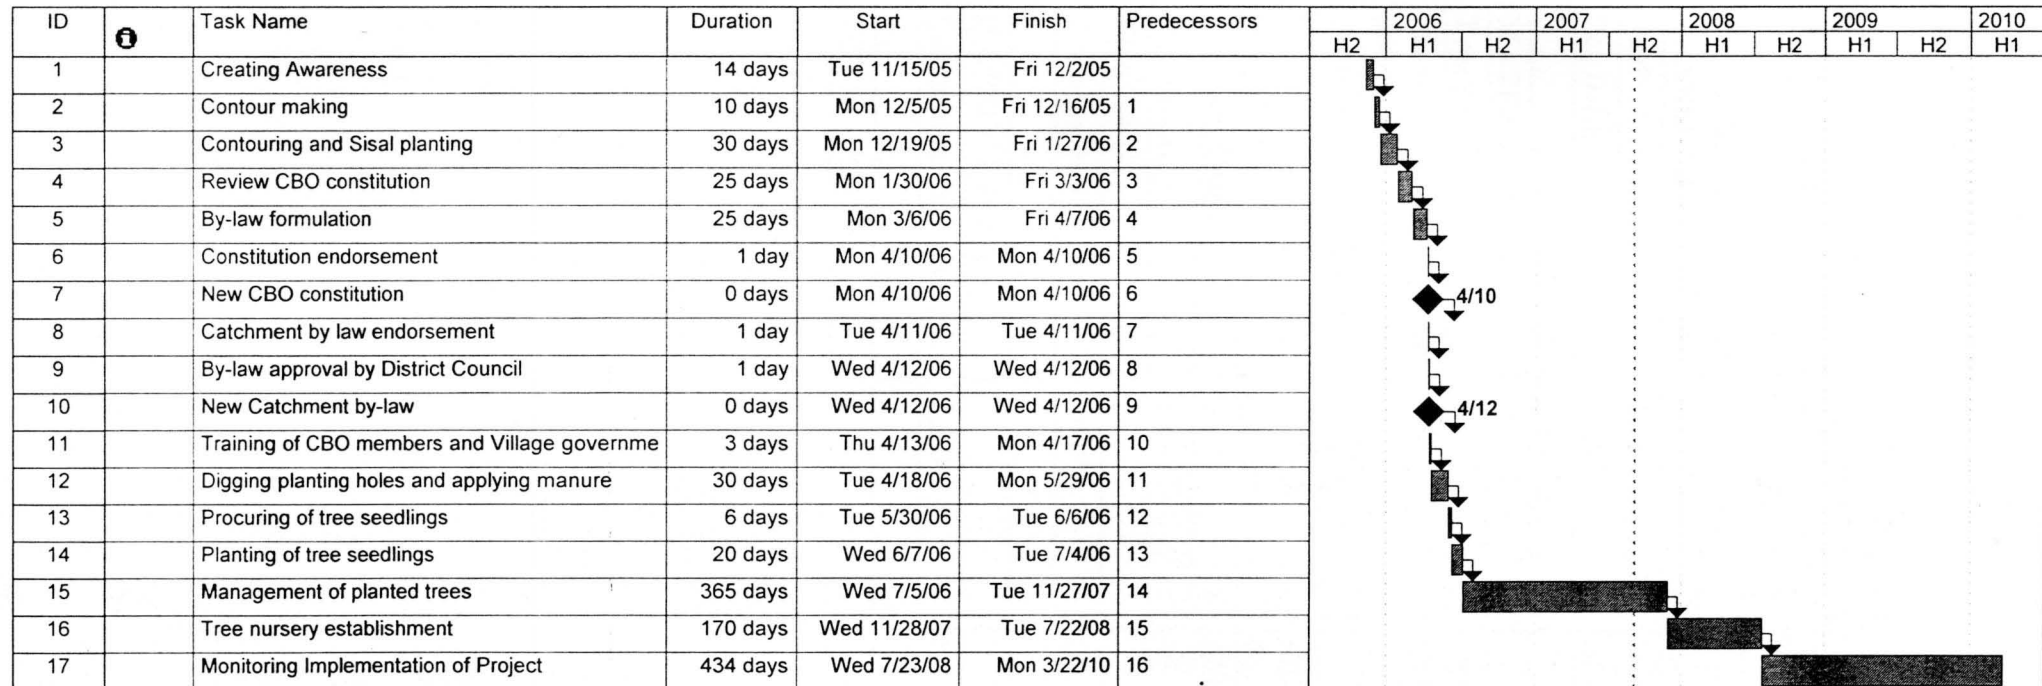 ID Task Name Duration Start Finish Predecessors 2006 2007 2008 2009 2010
H2 H1 H2 H1 H2 H1 H2 H1 H2 H1
1 Creating Awareness 14 days Tue 11/15/05 Fri 12/2/05
2 Contour making 10 days Mon 12/5/05 Fri 12/16/05 1
3 Contouring and Sisal planting 30 days Mon 12/19/05 Fri 1/27/06 2
4 Review CBO constitution 25 days Mon 1/30/06 Fri 3/3/06 3
5 By-law formulation 25 days Mon 3/6/06 Fri 4/7/06 4
6 Constitution endorsement 1 day Mon 4/10/06 Mon 4/10/06 5
7 New CBO constitution 0 days Mon 4/10/06 Mon 4/10/06 6 4/10
8 Catchment by law endorsement 1 day Tue 4/11/06 Tue 4/11/06 7
9 By-law approval by District Council 1 day Wed 4/12/06 Wed 4/12/06 8
10 New Catchment by-law 0 days Wed 4/12/06 Wed 4/12/06 9 4/12
11 Training of CBO members and Village governme 3 days Thu 4/13/06 Mon 4/17/06 10
12 Digging planting holes and applying manure 30 days Tue 4/18/06 Mon 5/29/06 11
13 Procuring of tree seedlings 6 days Tue 5/30/06 Tue 6/6/06 12
14 Planting of tree seedlings 20 days Wed 6/7/06 Tue 7/4/06 13
15 Management of planted trees 365 days Wed 7/5/06 Tue 11/27/07 14
16 Tree nursery establishment 170 days Wed 11/28/07 Tue 7/22/08 15
17 Monitoring Implementation of Project 434 days Wed 7/23/08 Mon 3/22/10 16